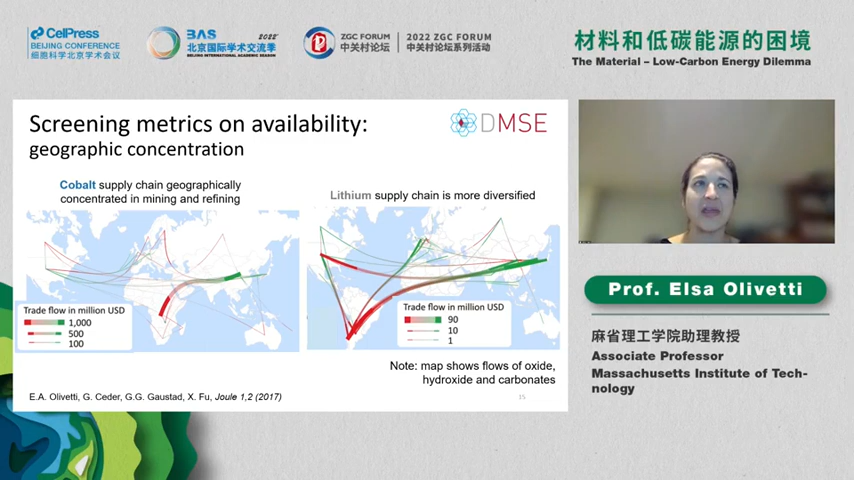 CellPress
BEIJING CONFERENCE
细胞科学北京学术会议
BAS 2022
北京国际学术交流季
BEIJING INTERNATIONAL ACADEMIC SEASON
ZGC FORUM
中关村论坛
2022 ZGC FORUM
中关村论坛系列活动
材料和低碳能源的困境
The Material – Low-Carbon Energy Dilemma
Screening metrics on availability:
geographic concentration
DMSE
Cobalt supply chain geographically
concentrated in mining and refining
Lithium supply chain is more diversified
Trade flow in million USD
1,000
500
100
Trade flow in million USD
90
10
1
Note: map shows flows of oxide,
hydroxide and carbonates
E.A. Olivetti, G. Ceder, G.G. Gaustad, X. Fu, Joule 1,2 (2017)
15
Prof. Elsa Olivetti
麻省理工学院助理教授
Associate Professor
Massachusetts Institute of Tech-
nology